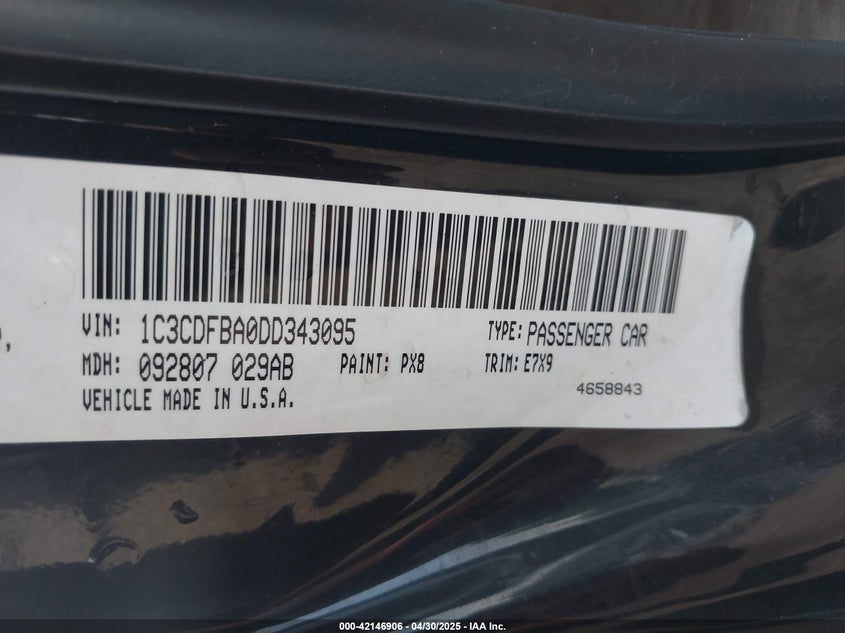 VIN: 1C3CDFBA0DD343095 TYPE: PASSENGER CAR
MDH: 092807 029AB PAINT: PX8 TRIM: E7X9
VEHICLE MADE IN U.S.A. 4658843
000-42146906 - 04/30/2025 - IAA Inc.